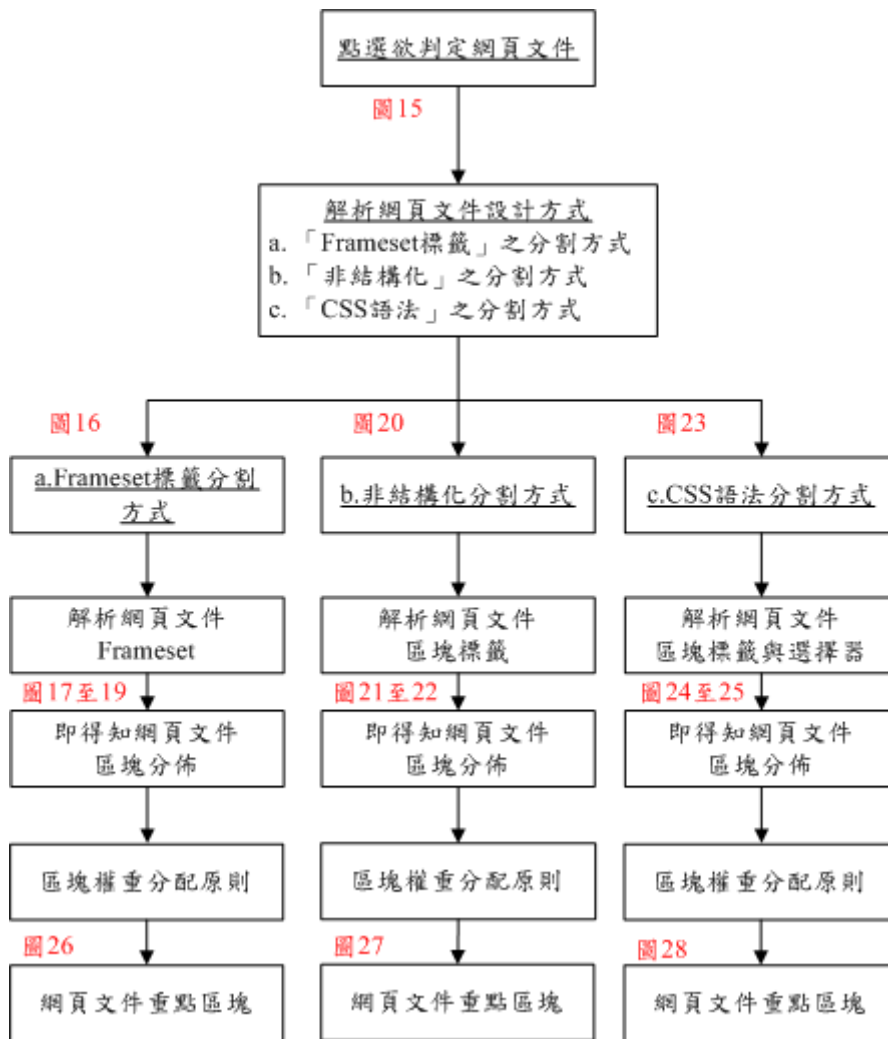 點選欲判定網頁文件
圖15
解析網頁文件設計方式
a. 「Frameset標籤」之分割方式
b. 「非結構化」之分割方式
c. 「CSS語法」之分割方式
圖16
圖20
圖23
a.Frameset標籤分割
方式
b.非結構化分割方式
c.CSS語法分割方式
解析網頁文件
Frameset
解析網頁文件
區塊標籤
解析網頁文件
區塊標籤與選擇器
圖17至19
圖21至22
圖24至25
即得知網頁文件
區塊分佈
即得知網頁文件
區塊分佈
即得知網頁文件
區塊分佈
區塊權重分配原則
區塊權重分配原則
區塊權重分配原則
圖26
圖27
圖28
網頁文件重點區塊
網頁文件重點區塊
網頁文件重點區塊